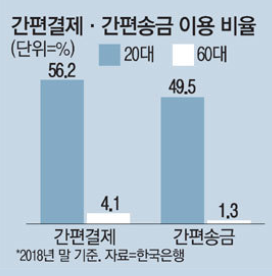 간편결제·간편송금 이용 비율
(단위=%)
20대 60대
56.2 49.5
4.1 1.3
간편결제 간편송금
*2018년 말 기준. 자료=한국은행